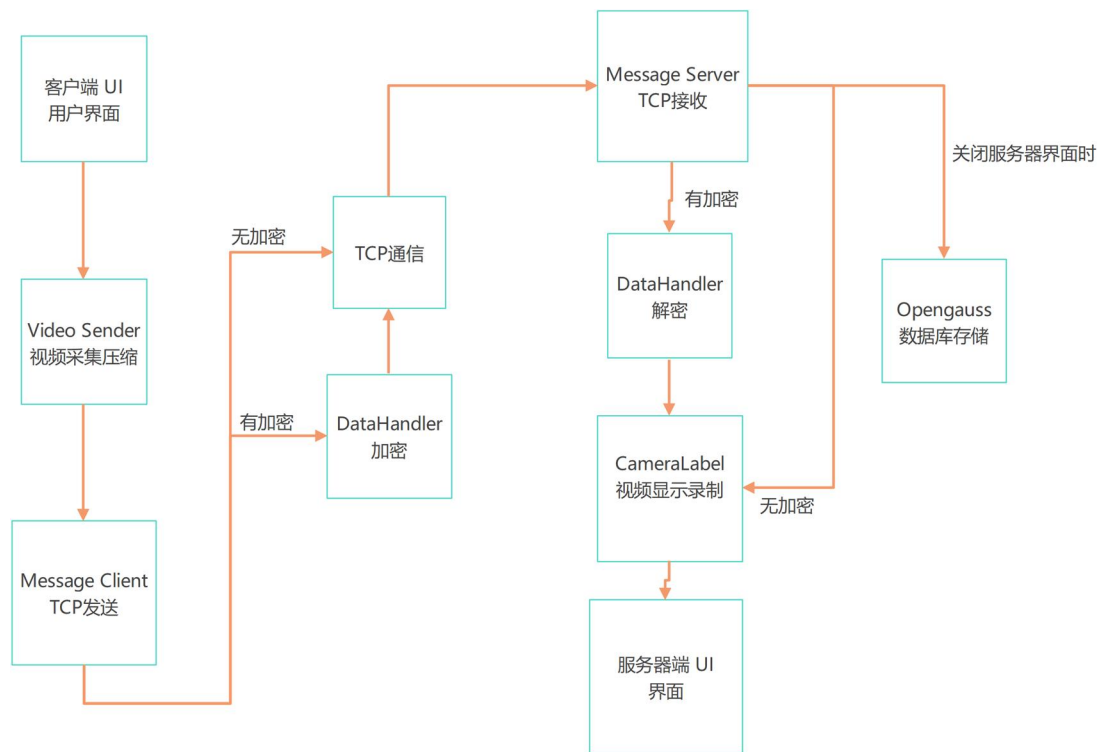 客户端 UI
用户界面
Video Sender
视频采集压缩
Message Client
TCP发送
无加密
有加密
TCP通信
DataHandler
加密
Message Server
TCP接收
有加密
DataHandler
解密
CameraLabel
视频显示录制
无加密
服务器端 UI
界面
关闭服务器界面时
Opengauss
数据库存储